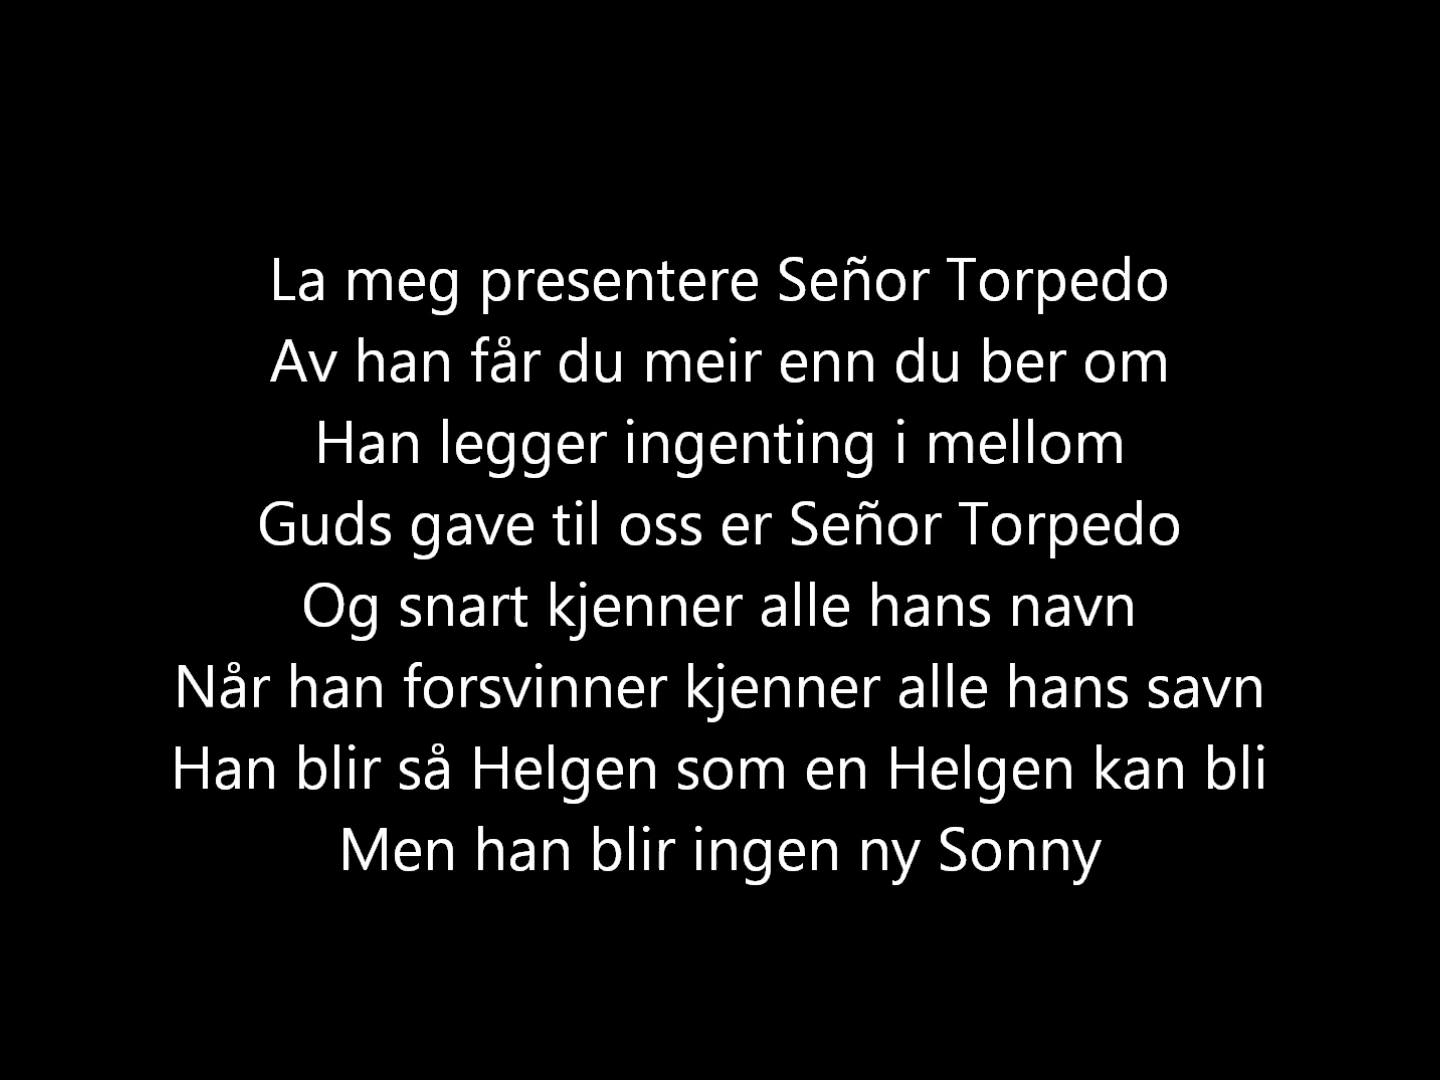 La meg presentere Señor Torpedo
Av han får du meir enn du ber om
Han legger ingenting i mellom
Guds gave til oss er Señor Torpedo
Og snart kjenner alle hans navn
Når han forsvinner kjenner alle hans savn
Han blir så Helgen som en Helgen kan bli
Men han blir ingen ny Sonny